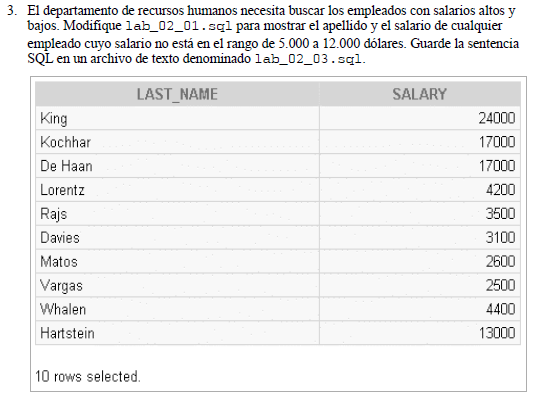 3. El departamento de recursos humanos necesita buscar los empleados con salarios altos y
bajos. Modifique lab_02_01.sql para mostrar el apellido y el salario de cualquier
empleado cuyo salario no está en el rango de 5.000 a 12.000 dólares. Guarde la sentencia
SQL en un archivo de texto denominado lab_02_03.sql.
LAST_NAME SALARY
King 24000
Kochhar 17000
De Haan 17000
Lorentz 4200
Rajs 3500
Davies 3100
Matos 2600
Vargas 2500
Whalen 4400
Hartstein 13000
10 rows selected.